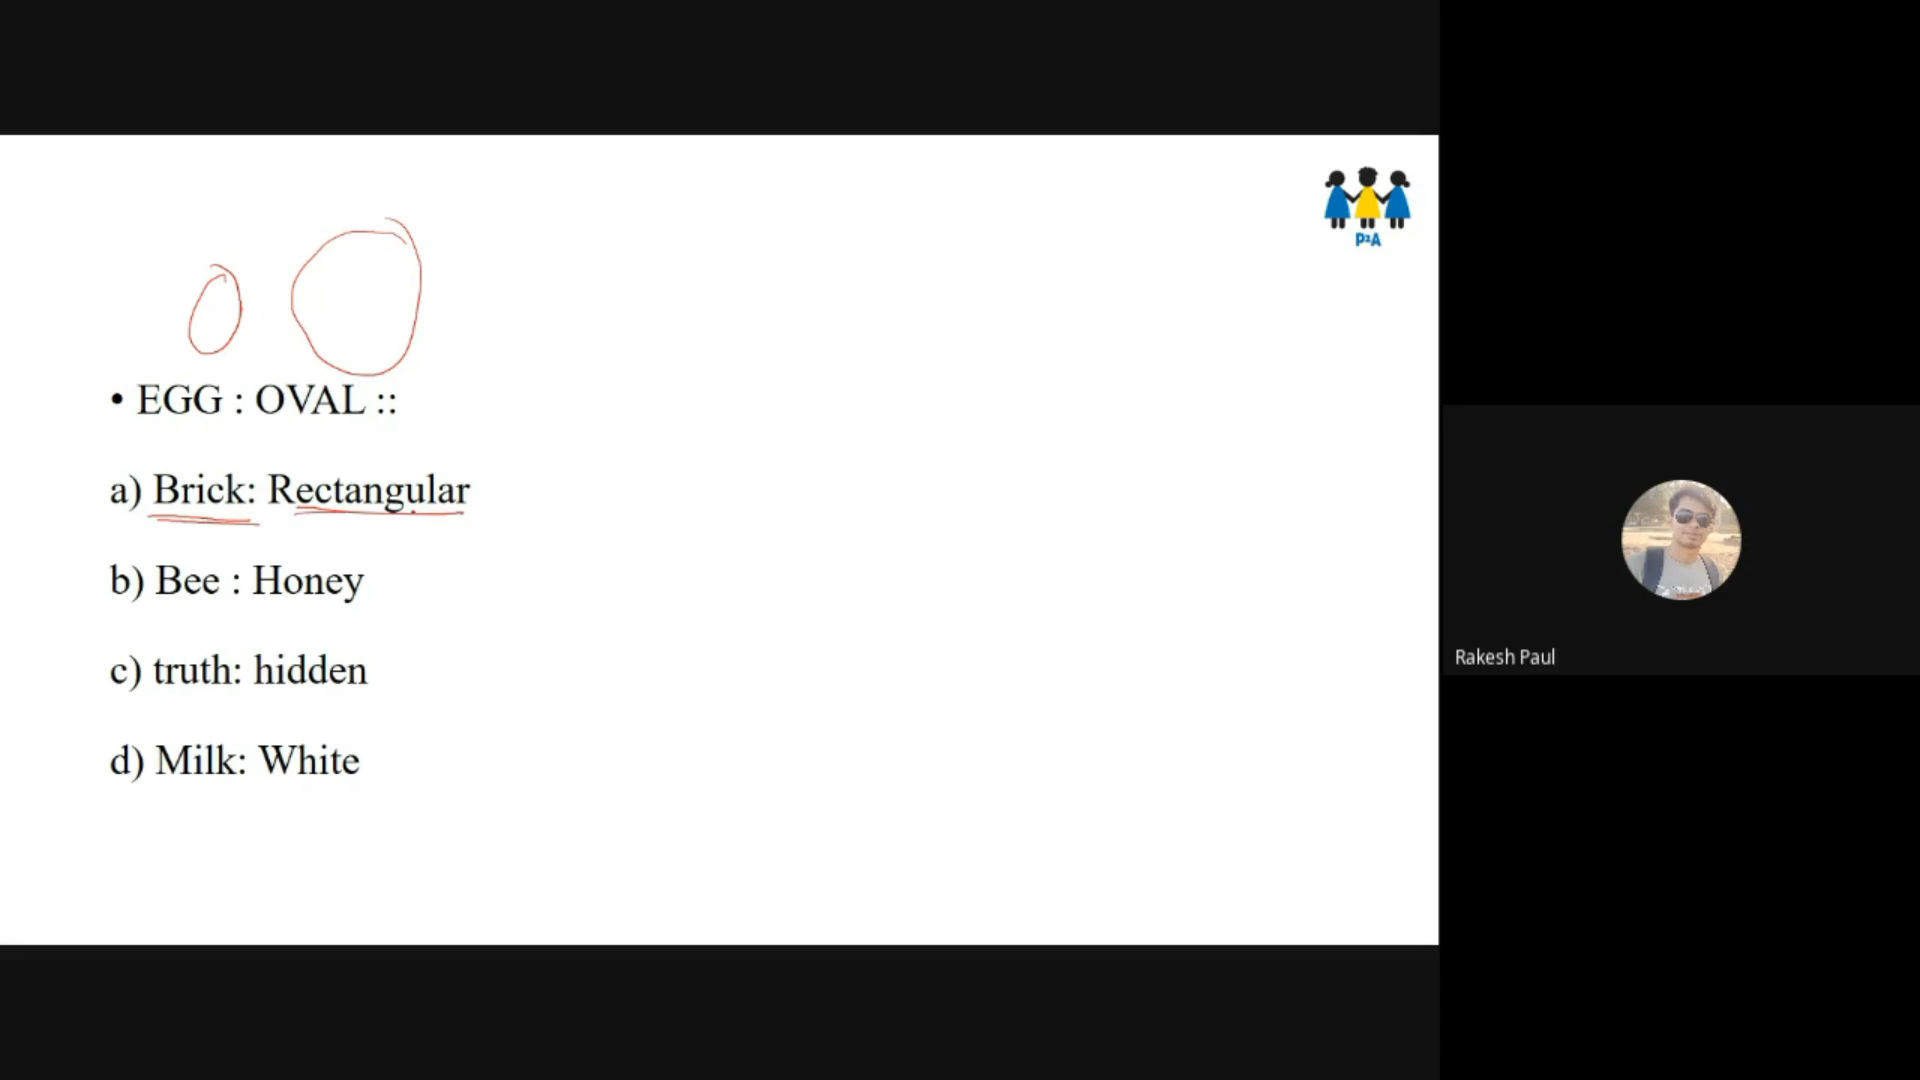 P²A
• EGG : OVAL ::
a) Brick: Rectangular
b) Bee : Honey
c) truth: hidden
d) Milk: White
Rakesh Paul